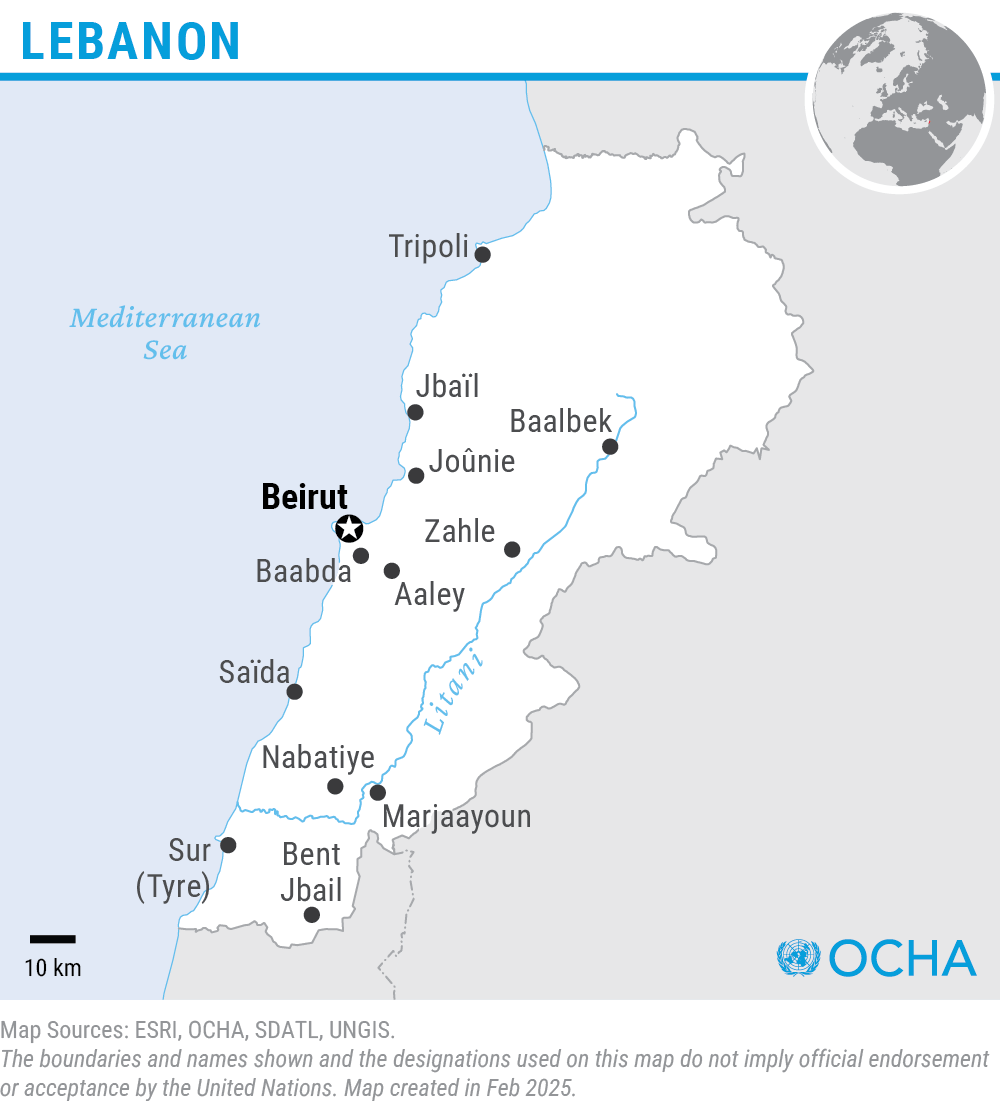 LEBANON
Tripoli
Mediterranean
Sea
Jbaïl
Baalbek
Joûnie
Beirut
Zahle
Baabda
Aaley
Saïda
Litani
Nabatiye
Marjaayoun
Sur
(Tyre)
Bent
Jbail
10 km
OCHA
Map Sources: ESRI, OCHA, SDATL, UNGIS.
The boundaries and names shown and the designations used on this map do not imply official endorsement
or acceptance by the United Nations. Map created in Feb 2025.